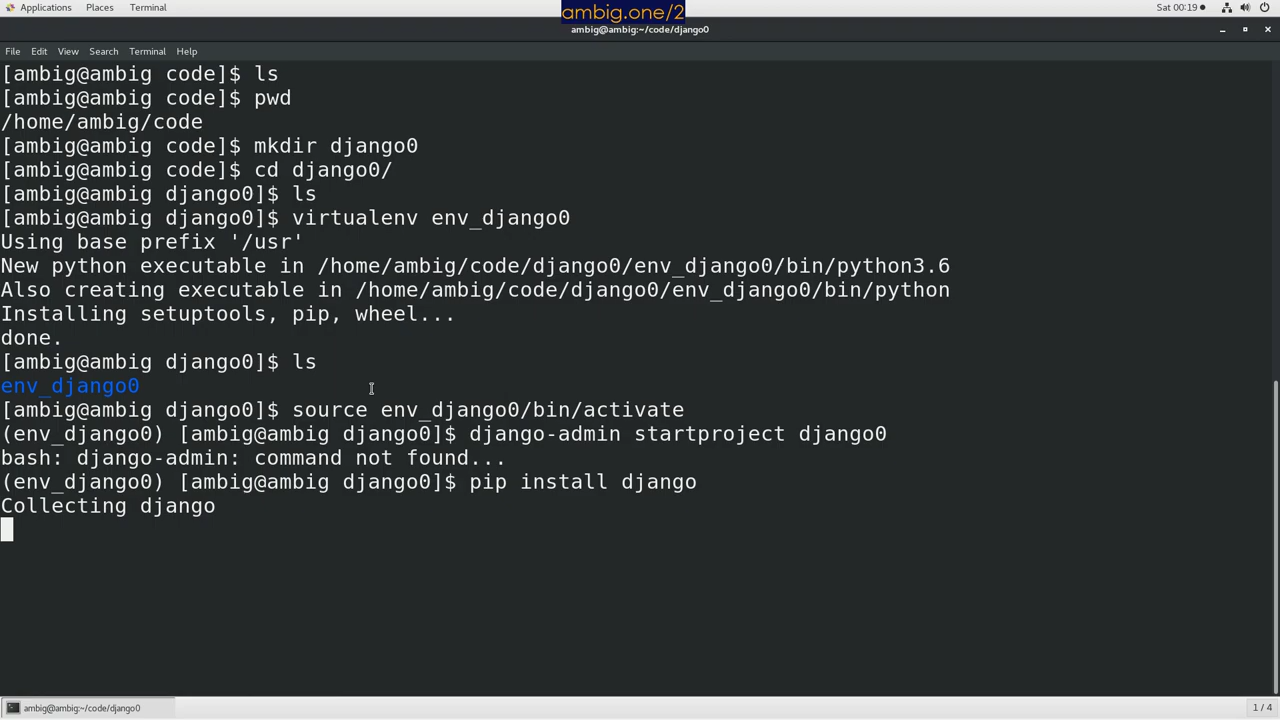 Applications Places Terminal
ambig.one/2
Sat 00:19
ambig@ambig:~/code/django0
File Edit View Search Terminal Help
[ambig@ambig code]$ ls
[ambig@ambig code]$ pwd
/home/ambig/code
[ambig@ambig code]$ mkdir django0
[ambig@ambig code]$ cd django0/
[ambig@ambig django0]$ ls
[ambig@ambig django0]$ virtualenv env_django0
Using base prefix '/usr'
New python executable in /home/ambig/code/django0/env_django0/bin/python3.6
Also creating executable in /home/ambig/code/django0/env_django0/bin/python
Installing setuptools, pip, wheel...
done.
[ambig@ambig django0]$ ls
env_django0
[ambig@ambig django0]$ source env_django0/bin/activate
(env_django0) [ambig@ambig django0]$ django-admin startproject django0
bash: django-admin: command not found...
(env_django0) [ambig@ambig django0]$ pip install django
Collecting django
ambig@ambig:~/code/django0
1 / 4